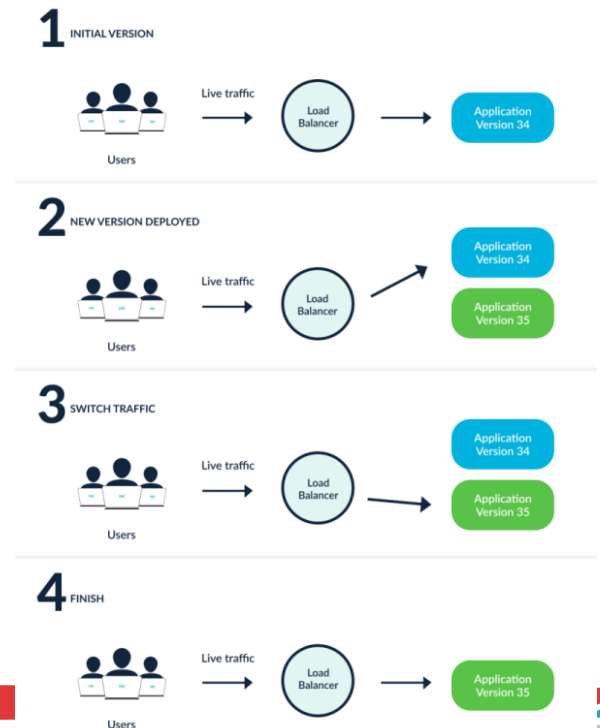 1 INITIAL VERSION
Live traffic
Load
Balancer
Application
Version 34
Users
2 NEW VERSION DEPLOYED
Application
Version 34
Live traffic
Load
Balancer
Application
Version 35
Users
3 SWITCH TRAFFIC
Application
Version 34
Live traffic
Load
Balancer
Application
Version 35
Users
4 FINISH
Live traffic
Load
Balancer
Application
Version 35
Users